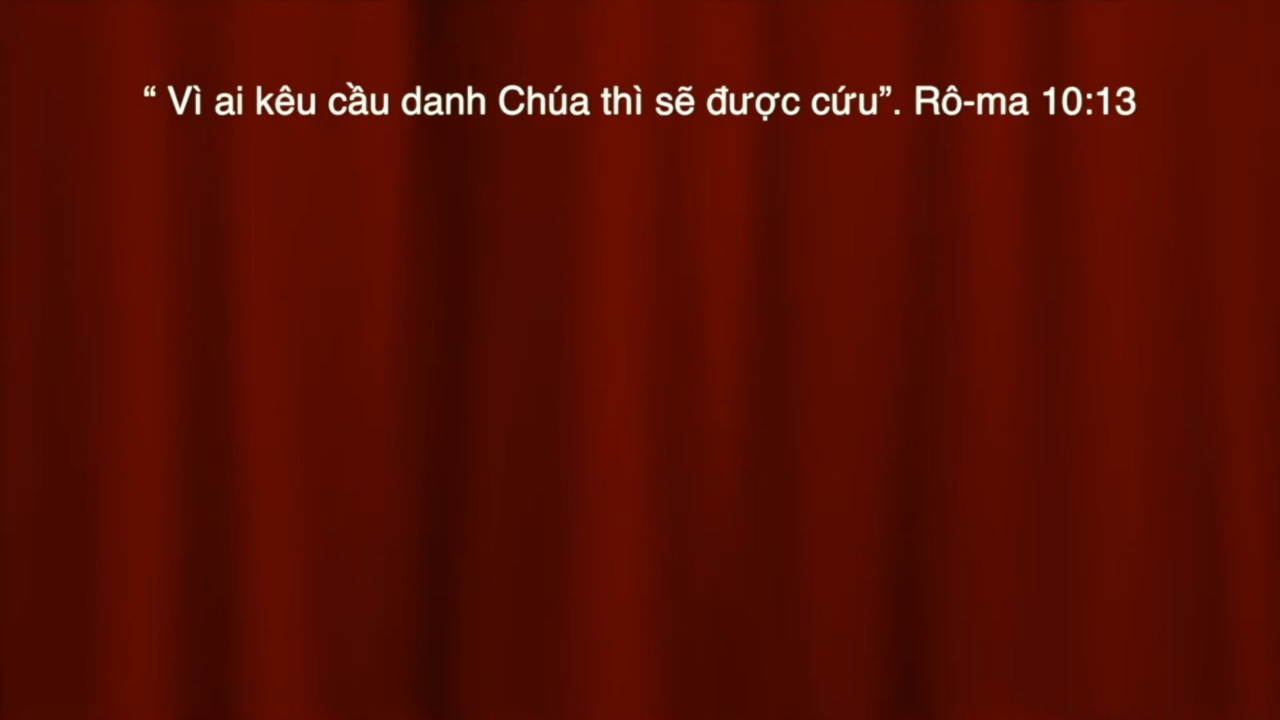 “ Vì ai kêu cầu danh Chúa thì sẽ được cứu”. Rô-ma 10:13